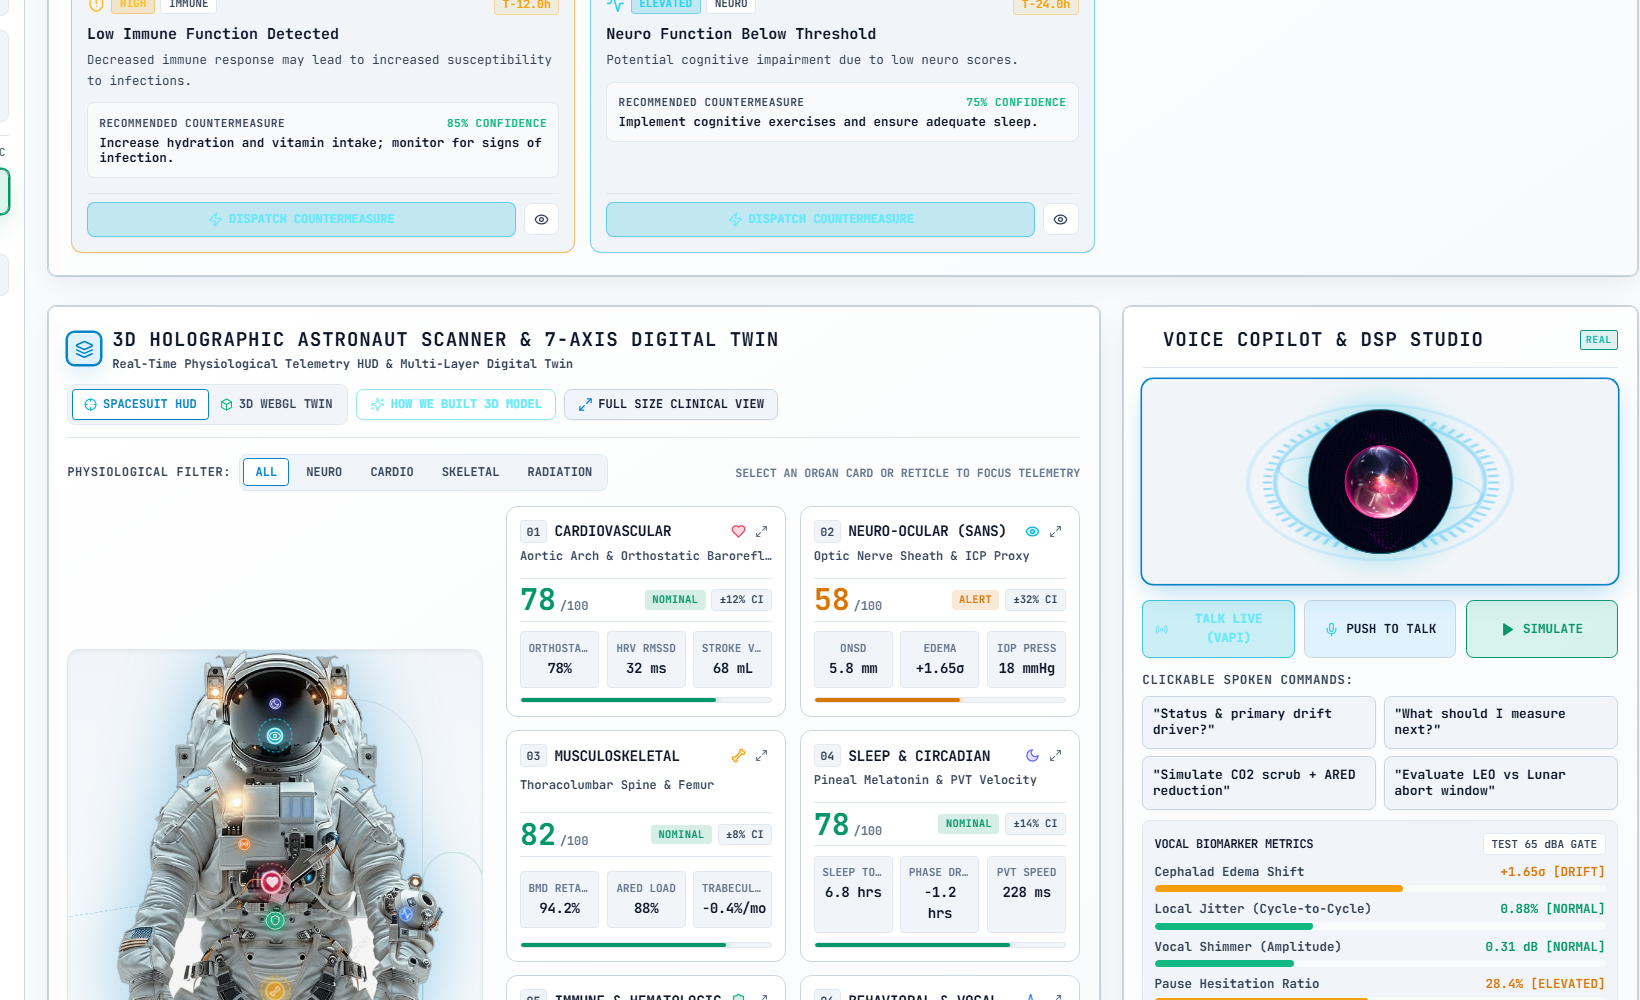 HIGH IMMUNE T-12.0h
Low Immune Function Detected
Decreased immune response may lead to increased susceptibility
to infections.
RECOMMENDED COUNTERMEASURE 85% CONFIDENCE
Increase hydration and vitamin intake; monitor for signs of
infection.
DISPATCH COUNTERMEASURE
ELEVATED NEURO T-24.0h
Neuro Function Below Threshold
Potential cognitive impairment due to low neuro scores.
RECOMMENDED COUNTERMEASURE 75% CONFIDENCE
Implement cognitive exercises and ensure adequate sleep.
DISPATCH COUNTERMEASURE
C
3D HOLOGRAPHIC ASTRONAUT SCANNER & 7-AXIS DIGITAL TWIN
Real-Time Physiological Telemetry HUD & Multi-Layer Digital Twin
SPACESUIT HUD 3D WEBGL TWIN HOW WE BUILT 3D MODEL FULL SIZE CLINICAL VIEW
PHYSIOLOGICAL FILTER: ALL NEURO CARDIO SKELETAL RADIATION SELECT AN ORGAN CARD OR RETICLE TO FOCUS TELEMETRY
01 CARDIOVASCULAR
Aortic Arch & Orthostatic Barorefl…
78 /100 NOMINAL ±12% CI
ORTHOSTA… HRV RMSSD STROKE V…
78% 32 ms 68 mL
02 NEURO-OCULAR (SANS)
Optic Nerve Sheath & ICP Proxy
58 /100 ALERT ±32% CI
ONSD EDEMA IOP PRESS
5.8 mm +1.65σ 18 mmHg
03 MUSCULOSKELETAL
Thoracolumbar Spine & Femur
82 /100 NOMINAL ±8% CI
BMD RETA… ARED LOAD TRABECUL…
94.2% 88% -0.4%/mo
04 SLEEP & CIRCADIAN
Pineal Melatonin & PVT Velocity
78 /100 NOMINAL ±14% CI
SLEEP TO… PHASE DR… PVT SPEED
6.8 hrs -1.2 228 ms
hrs
05 IMMUNE & HEMATOLOGIC
06 BEHAVIORAL & VOCAL
VOICE COPILOT & DSP STUDIO REAL
TALK LIVE
(VAPI)
PUSH TO TALK
SIMULATE
CLICKABLE SPOKEN COMMANDS:
"Status & primary drift
driver?"
"What should I measure
next?"
"Simulate CO2 scrub + ARED
reduction"
"Evaluate LEO vs Lunar
abort window"
VOCAL BIOMARKER METRICS TEST 65 dBA GATE
Cephalad Edema Shift +1.65σ [DRIFT]
Local Jitter (Cycle-to-Cycle) 0.88% [NORMAL]
Vocal Shimmer (Amplitude) 0.31 dB [NORMAL]
Pause Hesitation Ratio 28.4% [ELEVATED]